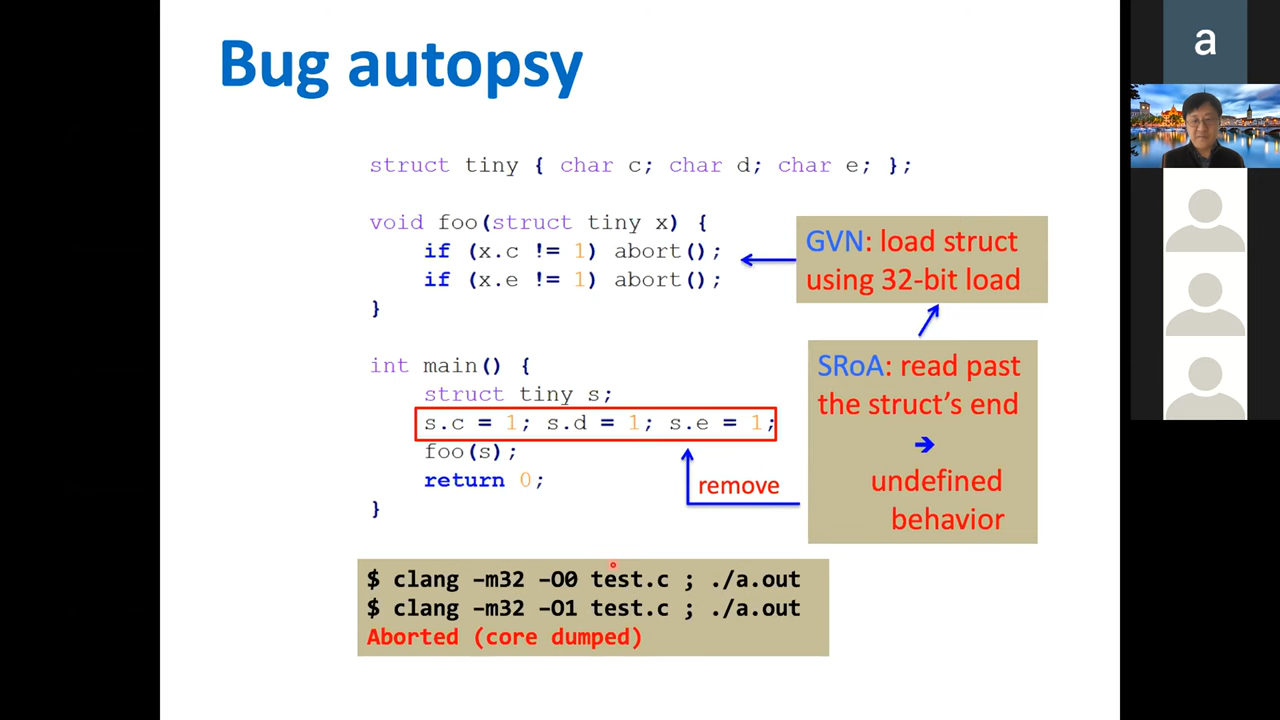 Bug autopsy
struct tiny { char c; char d; char e; };
void foo(struct tiny x) {
if (x.c != 1) abort();
if (x.e != 1) abort();
}
GVN: load struct
using 32-bit load
int main() {
struct tiny s;
s.c = 1; s.d = 1; s.e = 1;
foo(s);
return 0;
}
remove
SRoA: read past
the struct's end
➔
undefined
behavior
$ clang –m32 –O0 test.c ; ./a.out
$ clang –m32 –O1 test.c ; ./a.out
Aborted (core dumped)
a